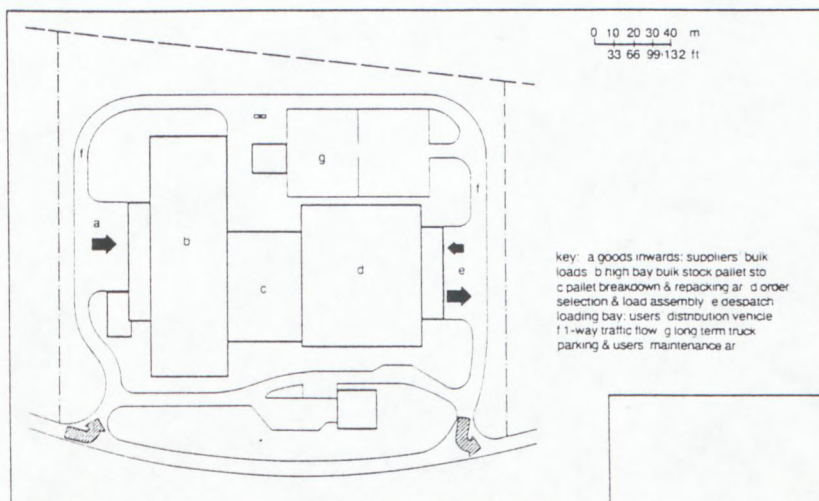 0 10 20 30 40 m
33 66 99·132 ft
f
g
f
a
b
e
c
d
key: a goods inwards: suppliers' bulk
loads b high bay bulk stock pallet sto
c pallet breakdown & repacking ar d order
selection & load assembly e despatch
loading bay: users' distribution vehicle
f 1-way traffic flow g long term truck
parking & users' maintenance ar